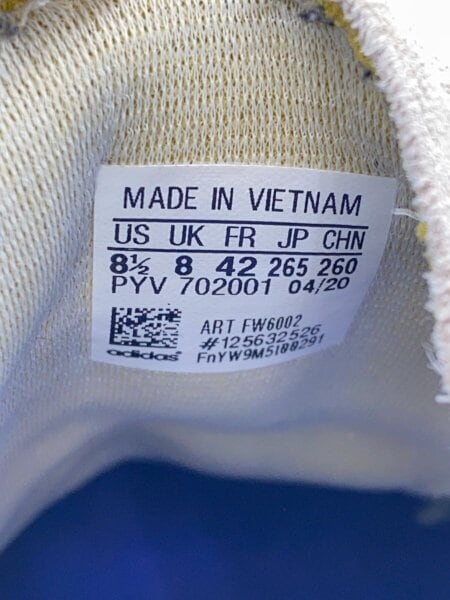 MADE IN VIETNAM
US UK FR JP CHN
8½ 8 42 265 260
PYV 702001 04/20
ART FW6002
#125632526
adidas FnYW9M5I00291